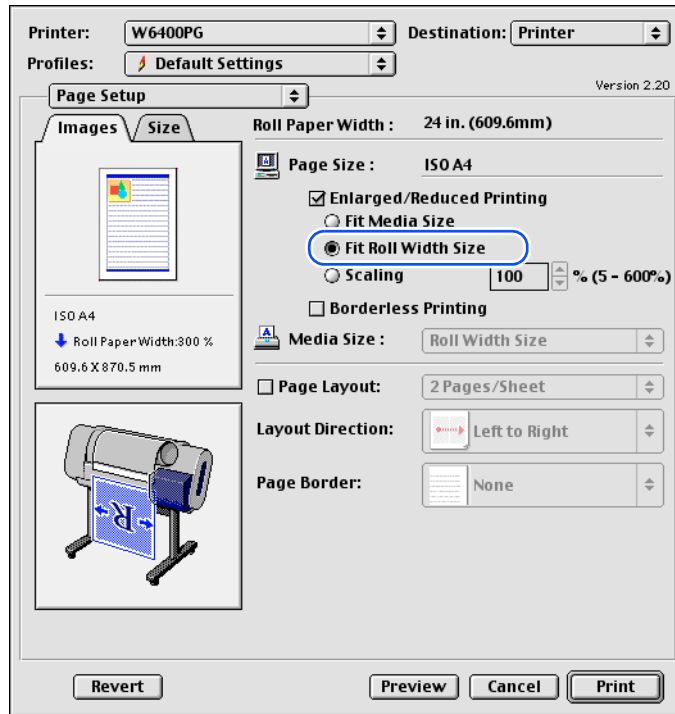 Printer: W6400PG Destination: Printer
Profiles: Default Settings
Version 2.20
Page Setup
Images Size
Roll Paper Width : 24 in. (609.6mm)
Page Size : ISO A4
Enlarged/Reduced Printing
Fit Media Size
Fit Roll Width Size
Scaling 100 % (5 - 600%)
Borderless Printing
ISO A4
Roll Paper Width:300 %
609.6 X 870.5 mm
Media Size : Roll Width Size
Page Layout: 2 Pages/Sheet
Layout Direction: Left to Right
Page Border: None
R
Revert Preview Cancel Print